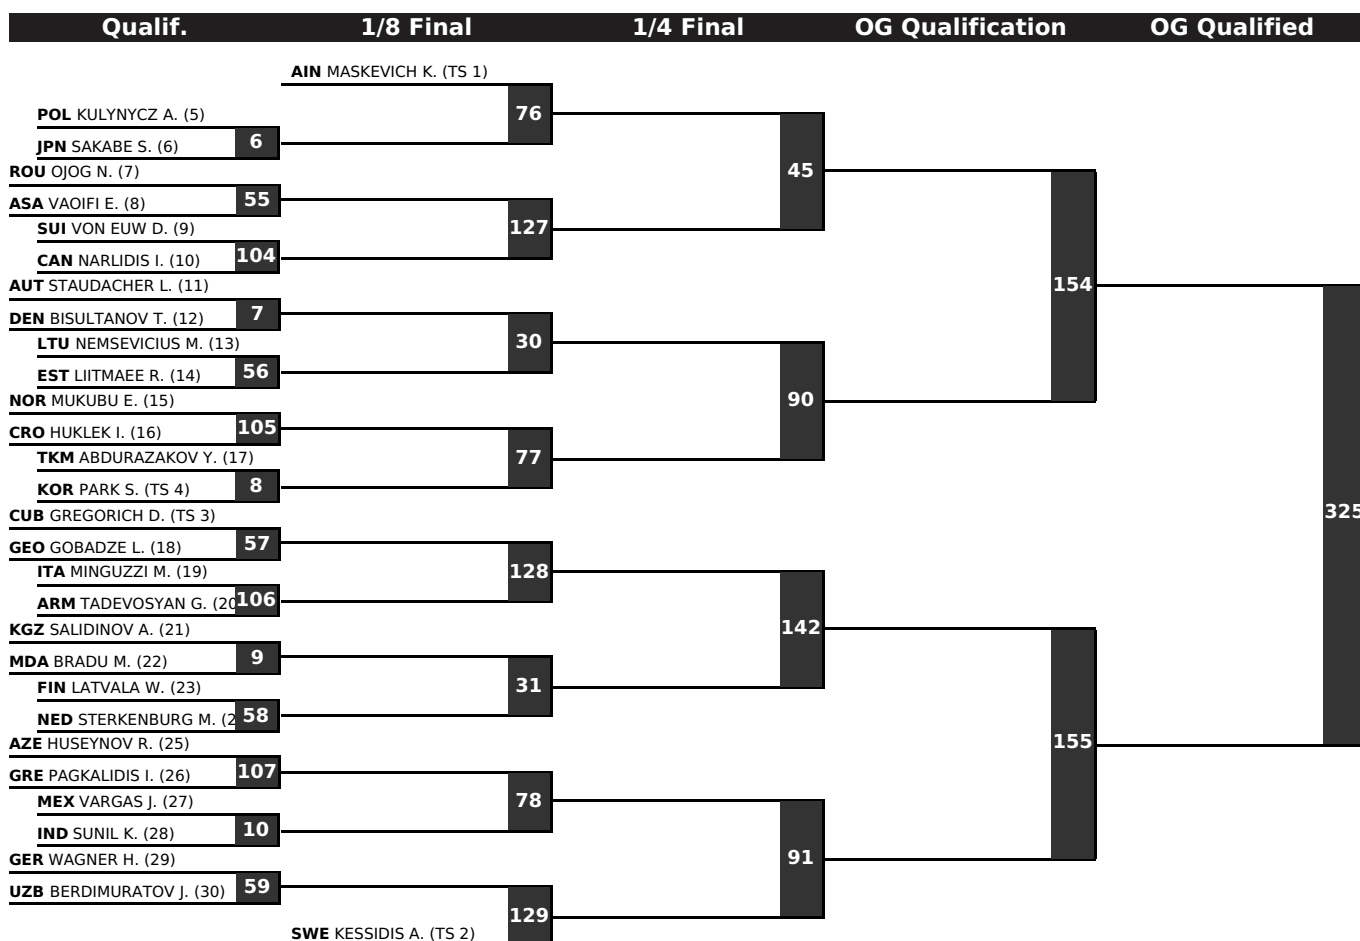 Qualif. 1/8 Final 1/4 Final OG Qualification OG Qualified
AIN MASKEVICH K. (TS 1)
76
POL KULYNYCZ A. (5)
6
JPN SAKABE S. (6)
ROU OJOG N. (7)
45
55
ASA VAOIFI E. (8)
127
SUI VON EUW D. (9)
104
CAN NARLIDIS I. (10)
154
AUT STAUDACHER L. (11)
7
DEN BISULTANOV T. (12)
30
LTU NEMSEVICIUS M. (13)
56
EST LIITMAEE R. (14)
90
NOR MUKUBU E. (15)
105
CRO HUKLEK I. (16)
77
TKM ABDURAZAKOV Y. (17)
8
KOR PARK S. (TS 4)
325
CUB GREGORICH D. (TS 3)
57
GEO GOBADZE L. (18)
128
ITA MINGUZZI M. (19)
106
ARM TADEVOSYAN G. (20
142
KGZ SALIDINOV A. (21)
9
MDA BRADU M. (22)
31
FIN LATVALA W. (23)
58
NED STERKENBURG M. (2
155
AZE HUSEYNOV R. (25)
107
GRE PAGKALIDIS I. (26)
78
MEX VARGAS J. (27)
10
IND SUNIL K. (28)
91
GER WAGNER H. (29)
59
UZB BERDIMURATOV J. (30)
129
SWE KESSIDIS A. (TS 2)